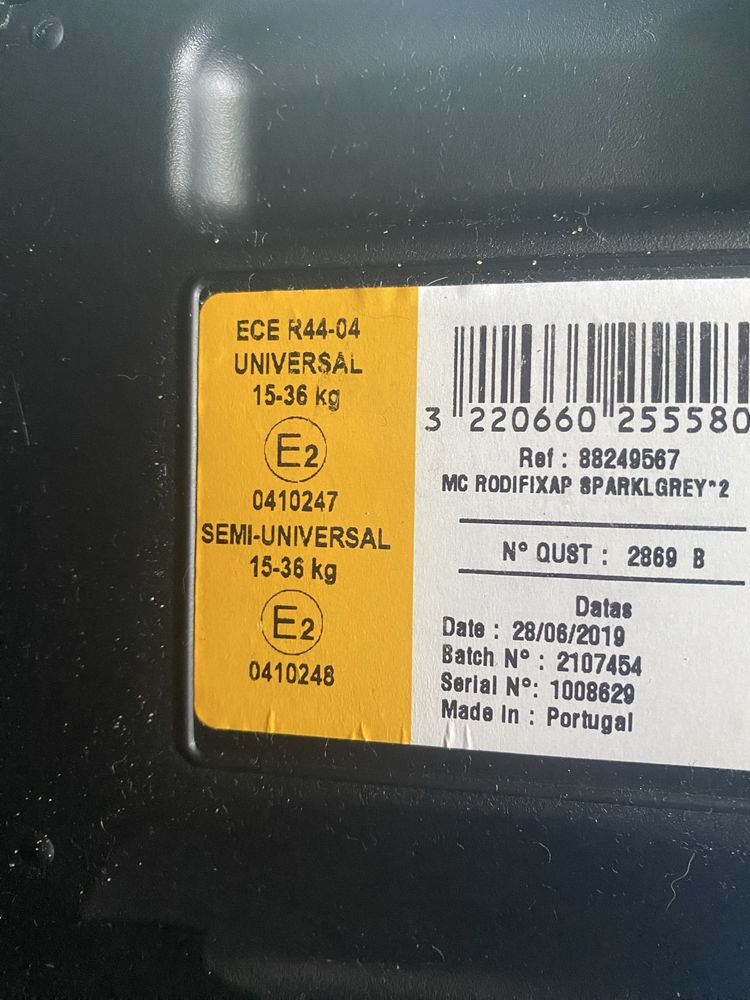 ECE R44-04
UNIVERSAL
15-36 kg
E2
0410247
SEMI-UNIVERSAL
15-36 kg
E2
0410248
3 220660 255580
Ref : 88249567
MC RODIFIXAP SPARKLGREY*2
N° QUST : 2869 B
Datas
Date : 28/06/2019
Batch N° : 2107454
Serial N°: 1008629
Made In : Portugal